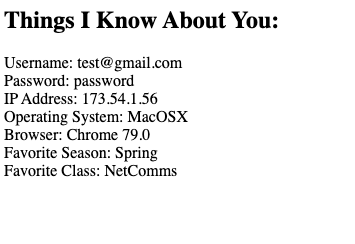 Things I Know About You:
Username: test@gmail.com
Password: password
IP Address: 173.54.1.56
Operating System: MacOSX
Browser: Chrome 79.0
Favorite Season: Spring
Favorite Class: NetComms